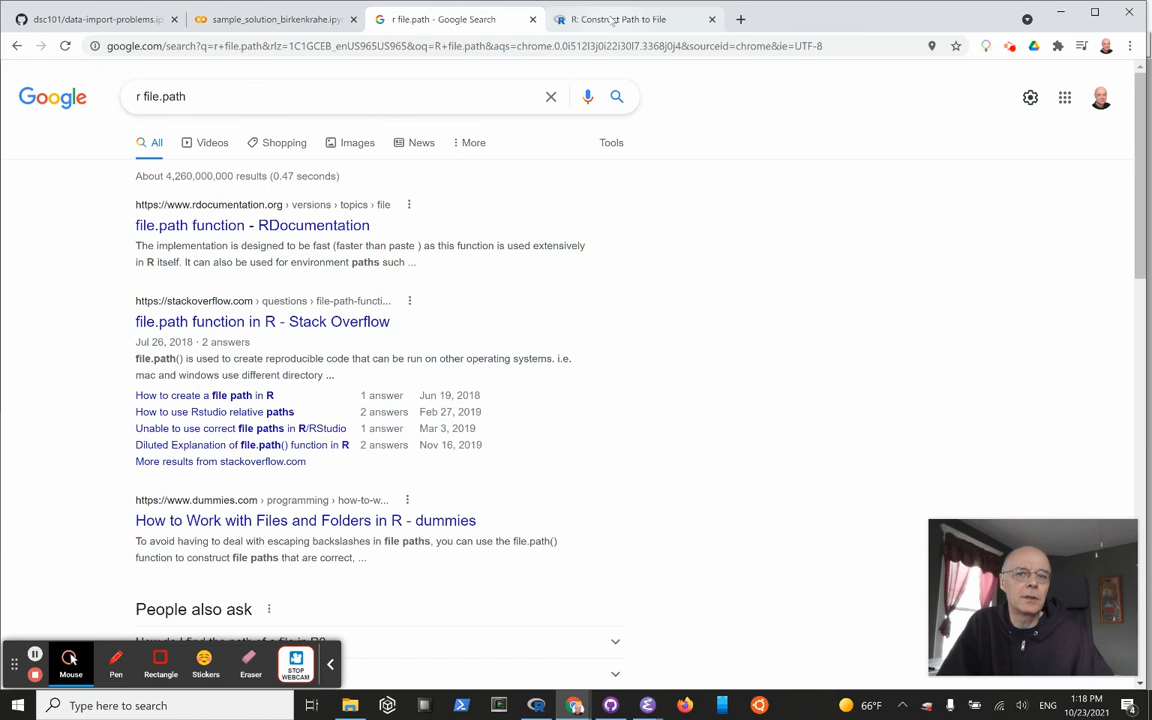 dsc101/data-import-problems.ip
sample_solution_birkenkrahe.ipyn
r file.path - Google Search
R: Construct Path to File
google.com/search?q=r+file.path&rlz=1C1GCEB_enUS965US965&oq=R+file.path&aqs=chrome.0.0i512l3j0i22i30l7.3368j0j4&sourceid=chrome&ie=UTF-8
Google
r file.path
All
Videos
Shopping
Images
News
More
Tools
About 4,260,000,000 results (0.47 seconds)
https://www.rdocumentation.org › versions › topics › file
file.path function - RDocumentation
The implementation is designed to be fast (faster than paste ) as this function is used extensively
in R itself. It can also be used for environment paths such ...
https://stackoverflow.com › questions › file-path-functi...
file.path function in R - Stack Overflow
Jul 26, 2018 · 2 answers
file.path() is used to create reproducible code that can be run on other operating systems. i.e.
mac and windows use different directory ...
How to create a file path in R 1 answer Jun 19, 2018
How to use Rstudio relative paths 2 answers Feb 27, 2019
Unable to use correct file paths in R/RStudio 1 answer Mar 3, 2019
Diluted Explanation of file.path() function in R 2 answers Nov 16, 2019
More results from stackoverflow.com
https://www.dummies.com › programming › how-to-w...
How to Work with Files and Folders in R - dummies
To avoid having to deal with escaping backslashes in file paths, you can use the file.path()
function to construct file paths that are correct, ...
People also ask
How do I find the path of a file in R?
Mouse
Pen
Rectangle
Stickers
Eraser
STOP
WEBCAM
Type here to search
66°F
ENG
1:18 PM
10/23/2021
4